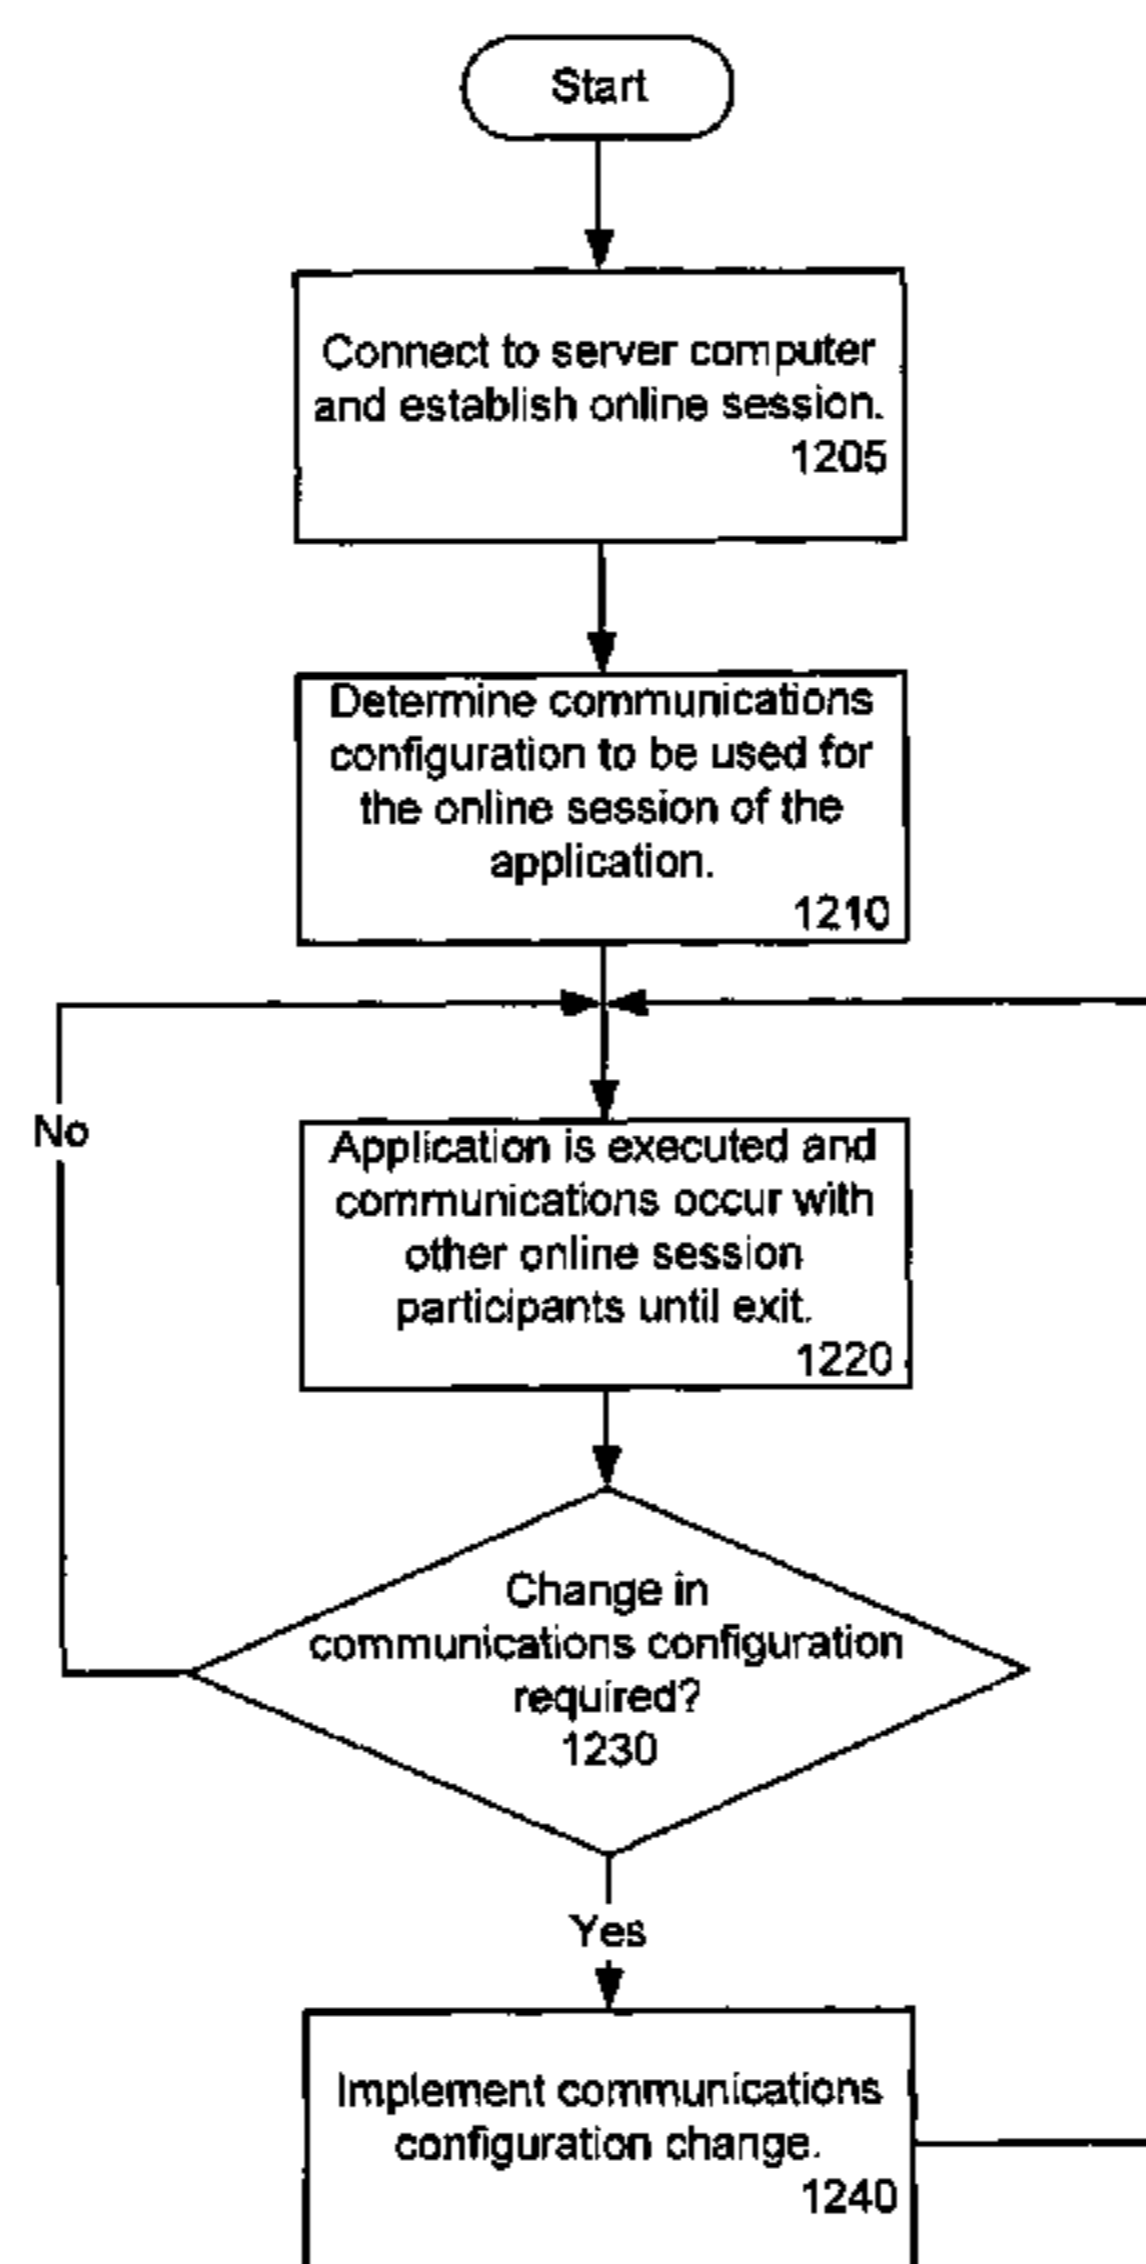 Start
Connect to server computer
and establish online session.
1205
Determine communications
configuration to be used for
the online session of the
application.
1210
No
Application is executed and
communications occur with
other online session
participants until exit.
1220
Change in
communications configuration
required?
1230
Yes
Implement communications
configuration change.
1240